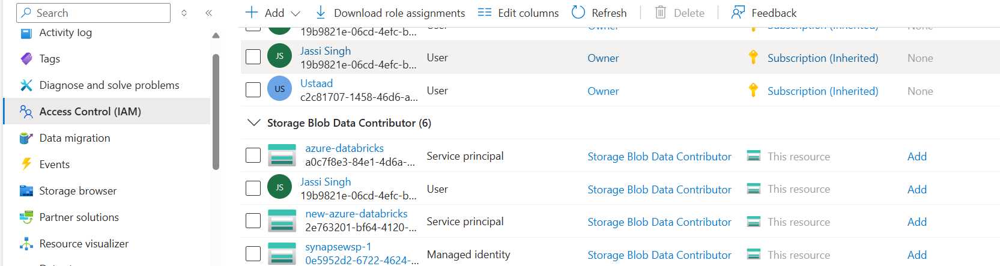 Search
Activity log
Tags
Diagnose and solve problems
Access Control (IAM)
Data migration
Events
Storage browser
Partner solutions
Resource visualizer
Add
Download role assignments
Edit columns
Refresh
Delete
Feedback
19b9821e-06cd-4efc-b... User Owner Subscription (Inherited) None
JS Jassi Singh
19b9821e-06cd-4efc-b... User Owner Subscription (Inherited) None
US Ustaad
c2c81707-1458-46d6-a... User Owner Subscription (Inherited) None
Storage Blob Data Contributor (6)
azure-databricks
a0c7f8e3-84e1-4d6a-... Service principal Storage Blob Data Contributor This resource Add
JS Jassi Singh
19b9821e-06cd-4efc-b... User Storage Blob Data Contributor This resource Add
new-azure-databricks
2e763201-bf64-4120-... Service principal Storage Blob Data Contributor This resource Add
synapsewsp-1
0e5952d2-6722-4624-... Managed identity Storage Blob Data Contributor This resource Add